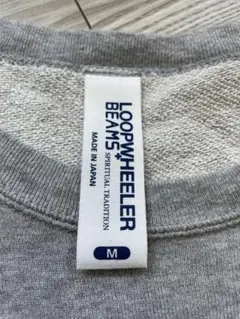 LOOPWHEELER
BEAMS+
SPIRITUAL TRADITION
MADE IN JAPAN
M